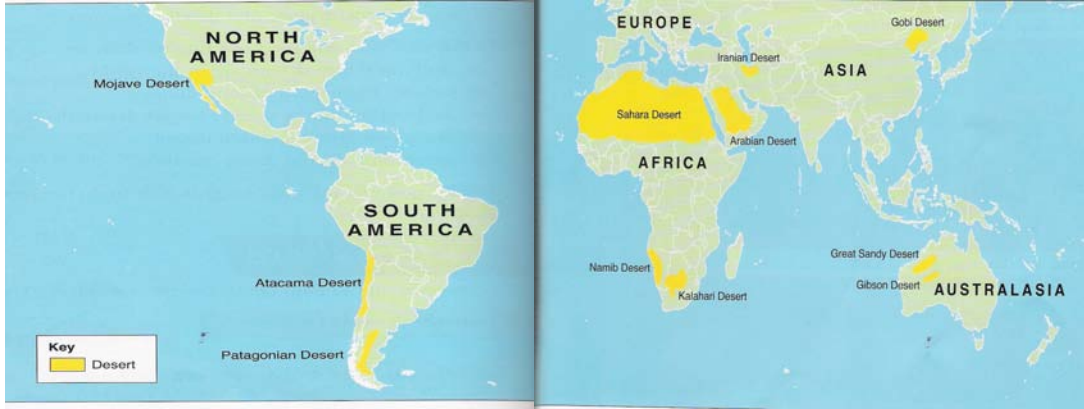 NORTH
AMERICA
Mojave Desert
SOUTH
AMERICA
Atacama Desert
Patagonian Desert
Key
Desert
EUROPE
Gobi Desert
Iranian Desert
ASIA
Sahara Desert
Arabian Desert
AFRICA
Great Sandy Desert
Namib Desert
Gibson Desert
Kalahari Desert
AUSTRALASIA